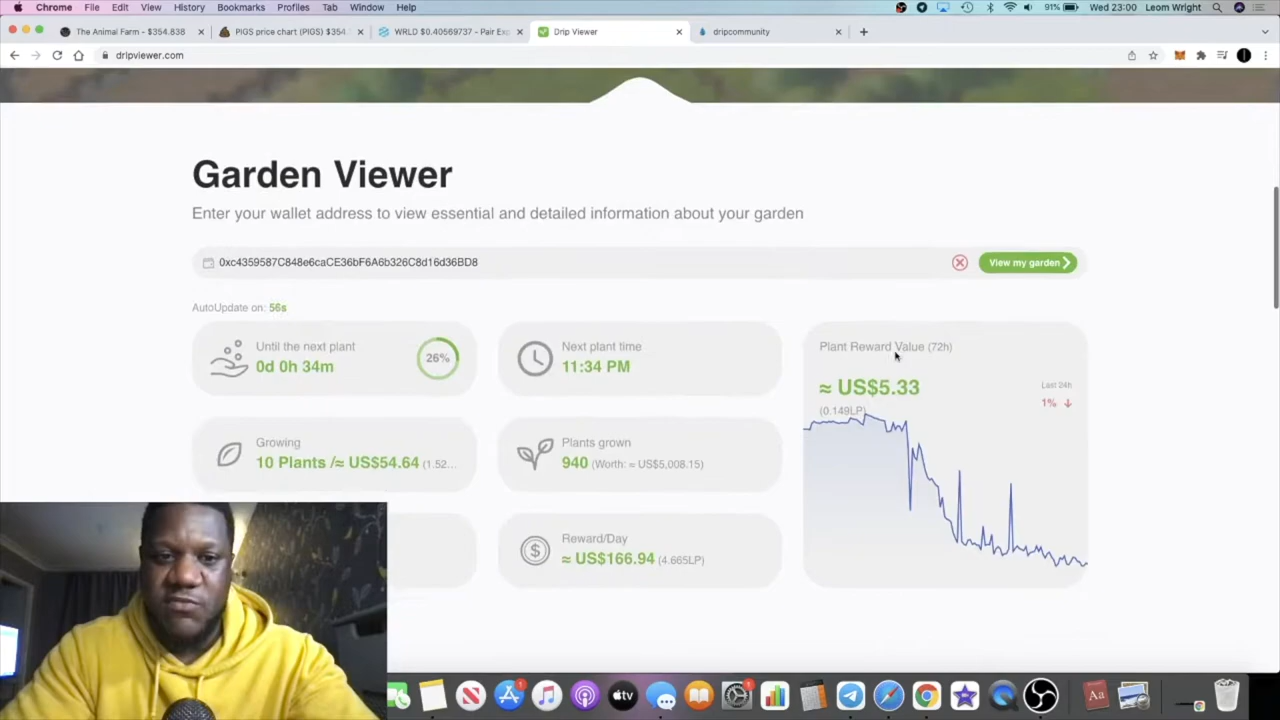 Chrome File Edit View History Bookmarks Profiles Tab Window Help 91% Wed 23:00 Leom Wright
The Animal Farm - $354.838 PIGS price chart (PIGS) $354 WRLD $0.40569737 - Pair Exp Drip Viewer dripcommunity
dripviewer.com
Garden Viewer
Enter your wallet address to view essential and detailed information about your garden
0xc4359587C848e6caCE36bF6A6b326C8d16d36BD8
View my garden
AutoUpdate on: 56s
Until the next plant
0d 0h 34m
26%
Next plant time
11:34 PM
Plant Reward Value (72h)
≈ US$5.33
(0.149LP)
Last 24h
1%
Growing
10 Plants /≈ US$54.64 (1.52...
Plants grown
940 (Worth: ≈ US$5,008.15)
Reward/Day
≈ US$166.94 (4.665LP)
tv
Aa